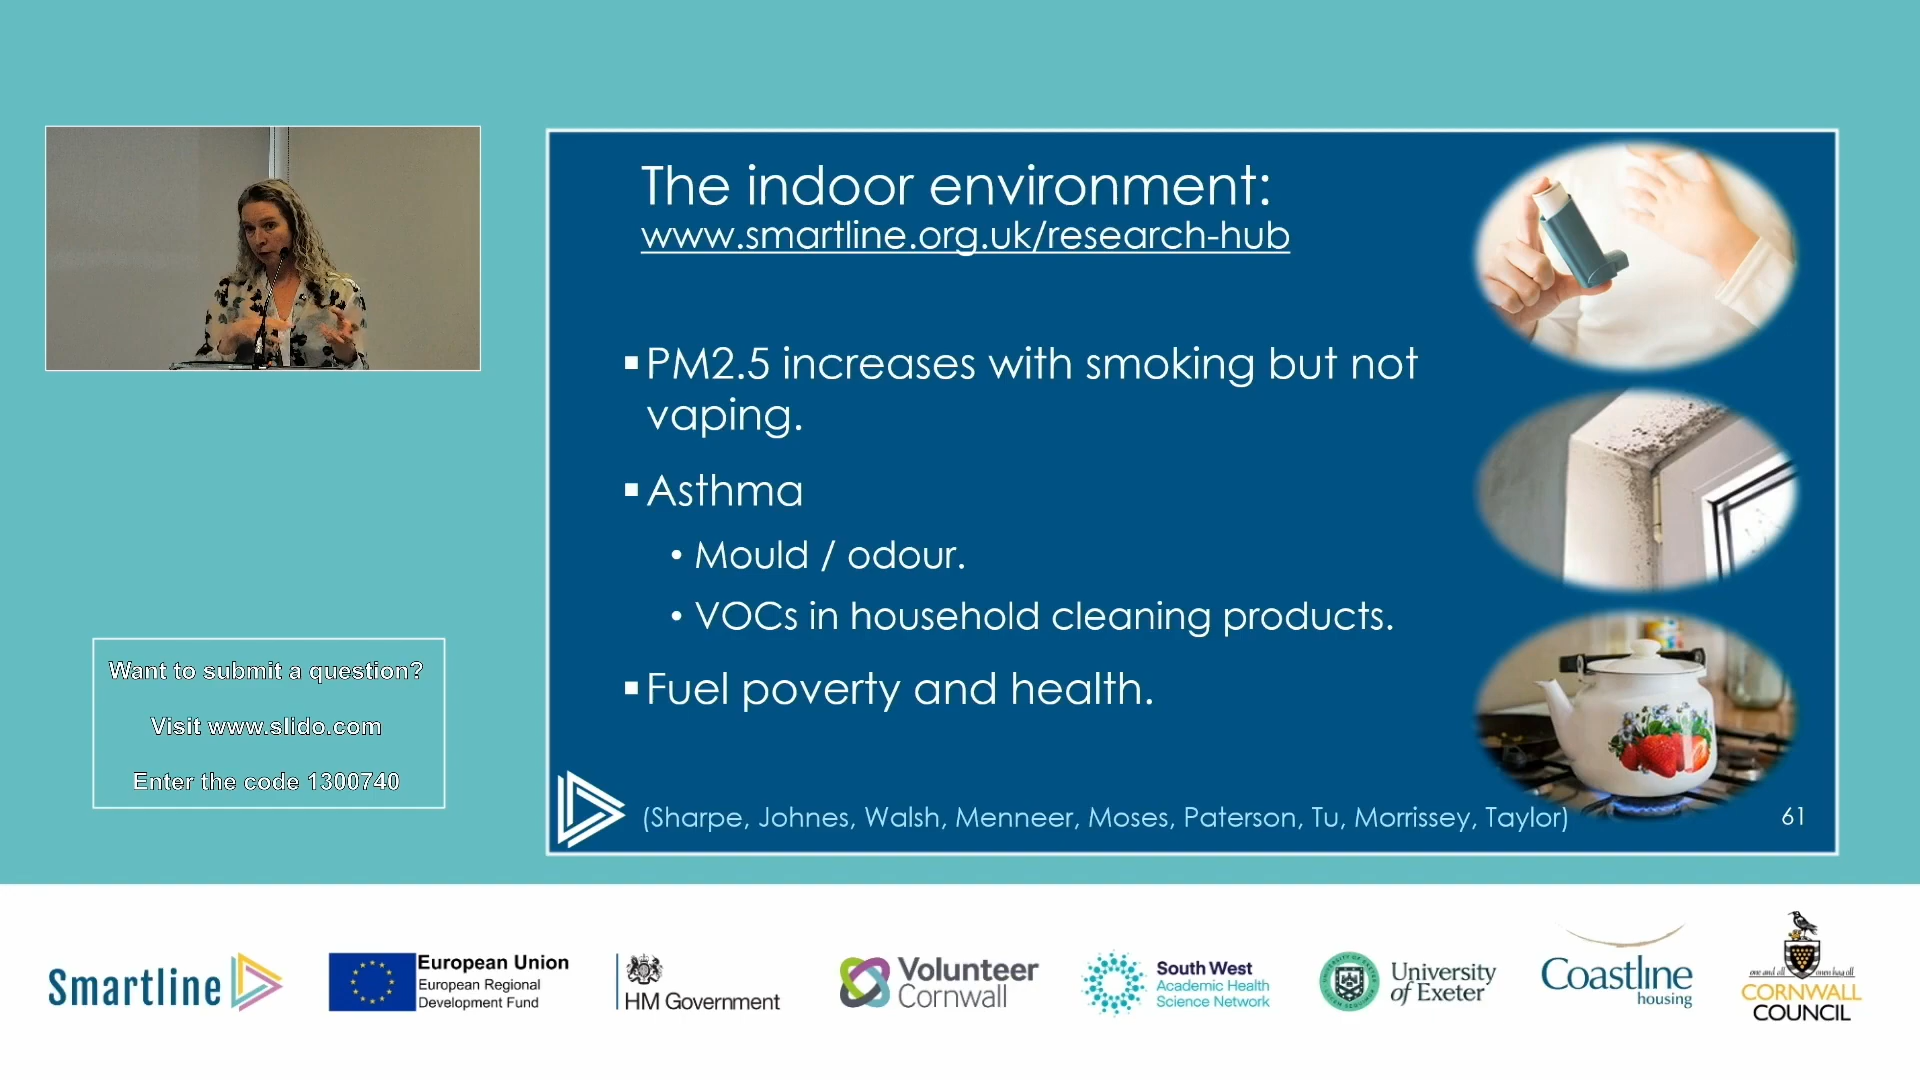 The indoor environment:
www.smartline.org.uk/research-hub
▪PM2.5 increases with smoking but not
vaping.
▪Asthma
• Mould / odour.
• VOCs in household cleaning products.
▪Fuel poverty and health.
(Sharpe, Johnes, Walsh, Menneer, Moses, Paterson, Tu, Morrissey, Taylor)
61
Want to submit a question?
Visit www.slido.com
Enter the code 1300740
Smartline
European Union
European Regional
Development Fund
HM Government
Volunteer
Cornwall
South West
Academic Health
Science Network
University
of Exeter
Coastline
housing
one and all
CORNWALL
COUNCIL